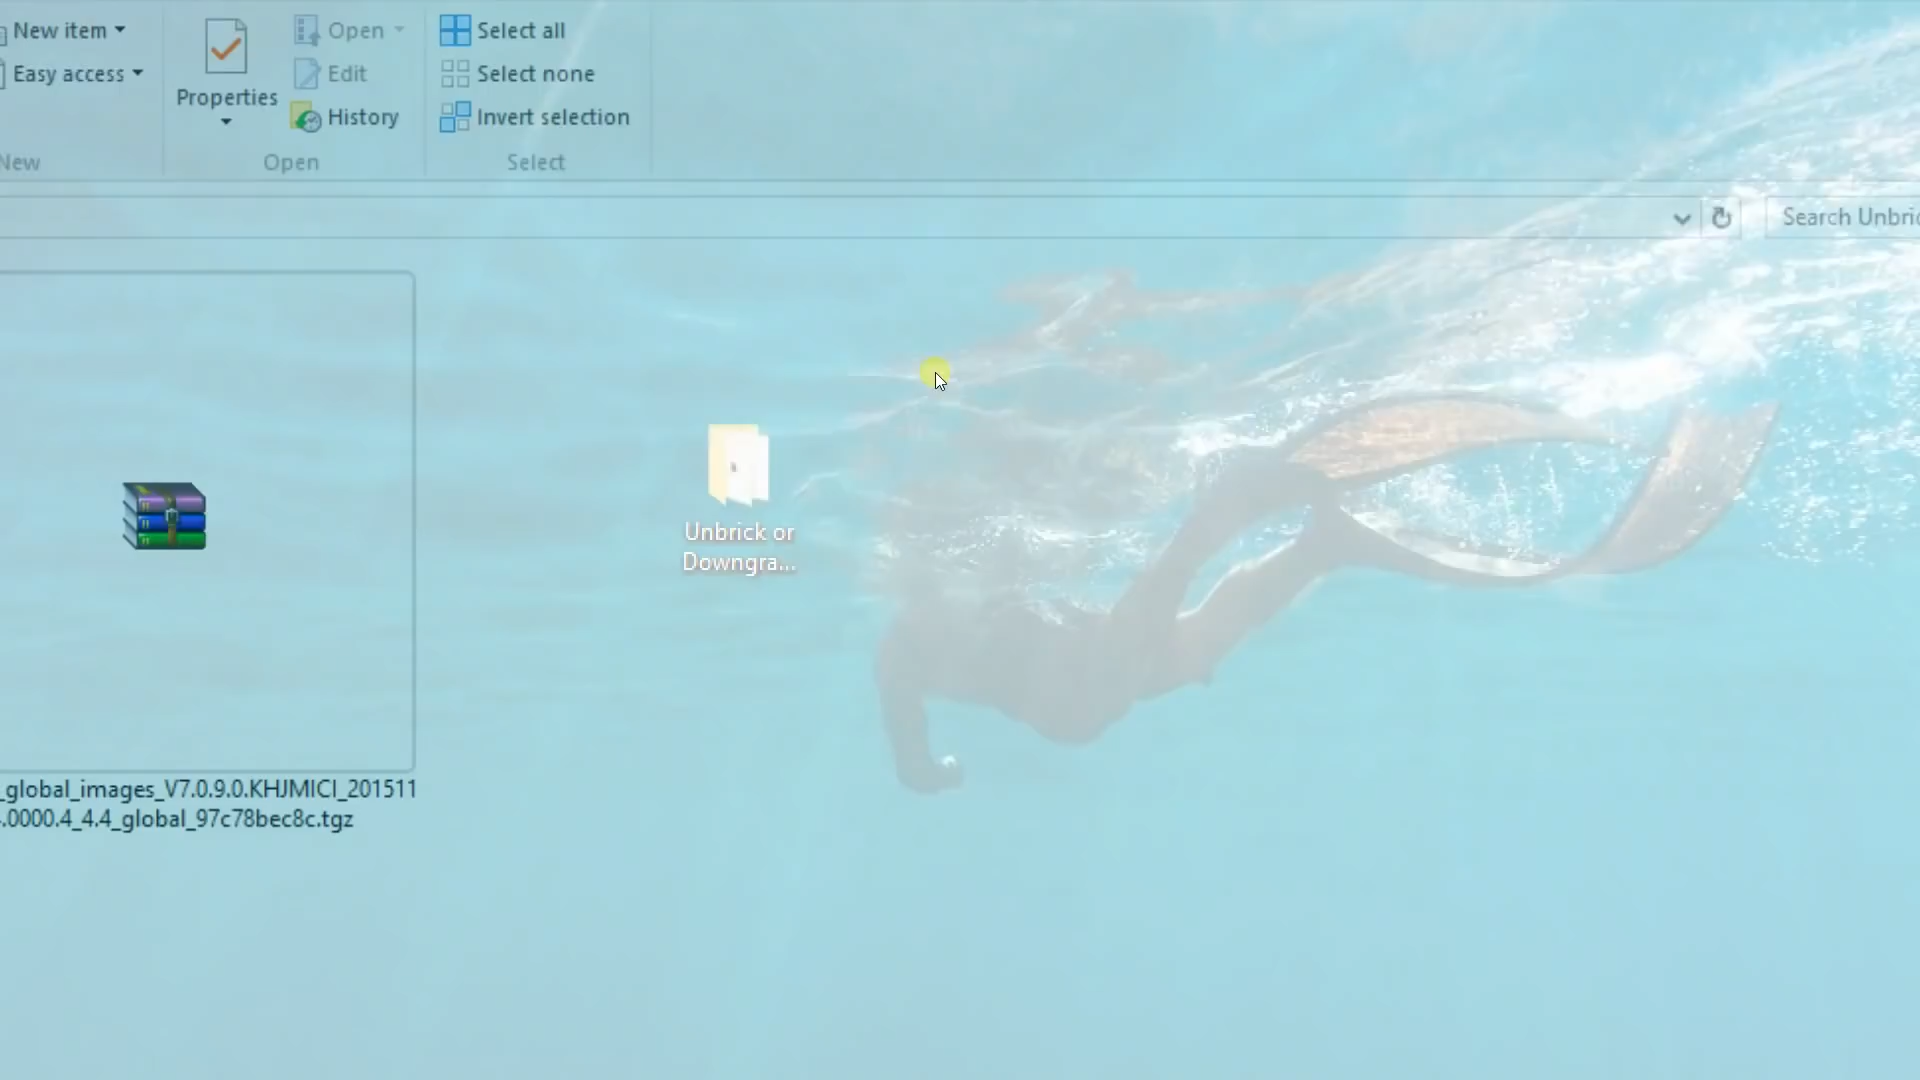 New item
Easy access
Properties
Open
Edit
History
Select all
Select none
Invert selection
New
Open
Select
Search Unbric
Unbrick or
Downgra...
_global_images_V7.0.9.0.KHJMICI_201511
.0000.4_4.4_global_97c78bec8c.tgz